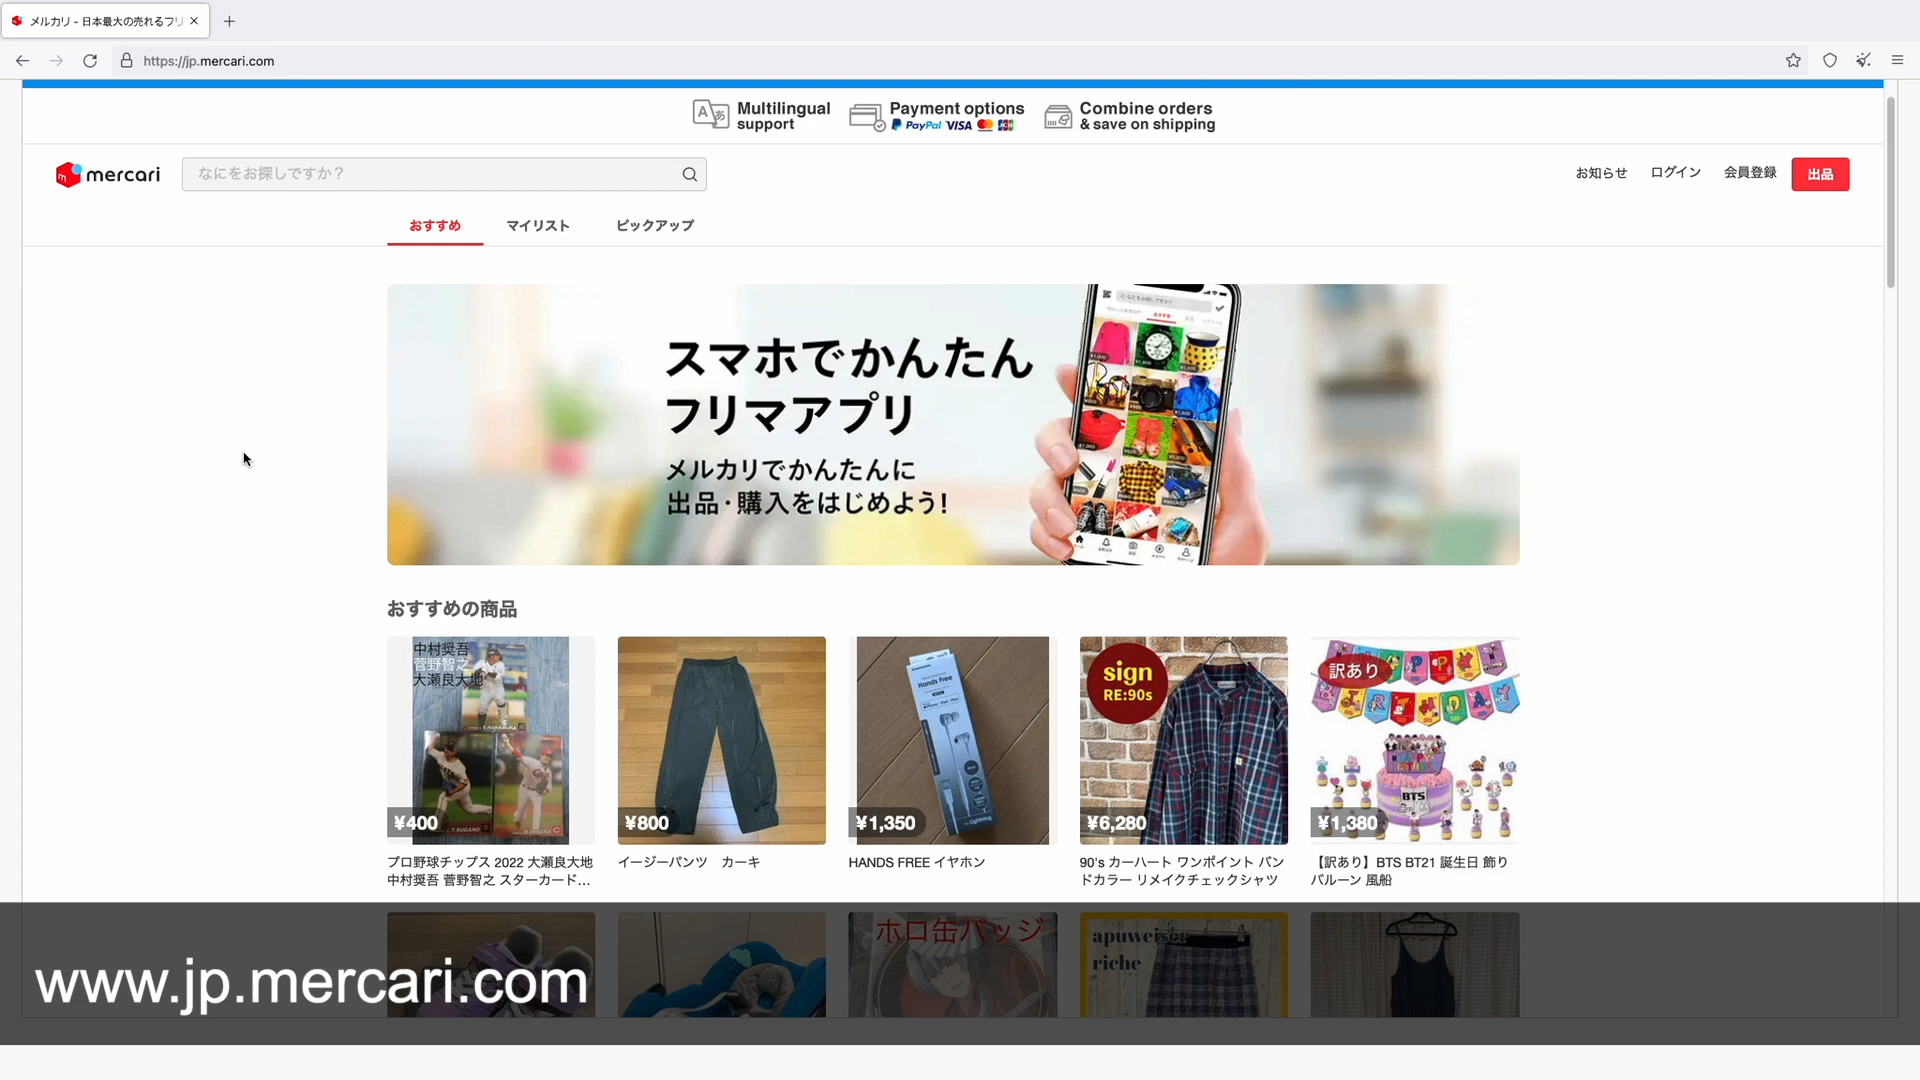 メルカリ - 日本最大の売れるフリ
https://jp.mercari.com
Multilingual
support
Payment options
PayPal VISA JCB
Combine orders
& save on shipping
mercari
なにをお探しですか？
お知らせ
ログイン
会員登録
出品
おすすめ
マイリスト
ピックアップ
スマホでかんたん
フリマアプリ
メルカリでかんたんに
出品・購入をはじめよう!
おすすめの商品
中村奨吾
菅野智之
大瀬良大地
T.SUGANO
¥400
¥800
Hands Free
¥1,350
sign
RE:90s
¥6,280
訳あり
BTS
¥1,380
プロ野球チップス 2022 大瀬良大地
中村奨吾 菅野智之 スターカード...
イージーパンツ　カーキ
HANDS FREE イヤホン
90's カーハート ワンポイント バン
ドカラー リメイクチェックシャツ
【訳あり】BTS BT21 誕生日 飾り
バルーン 風船
ホロ缶バッジ
apuweiser
riche
www.jp.mercari.com